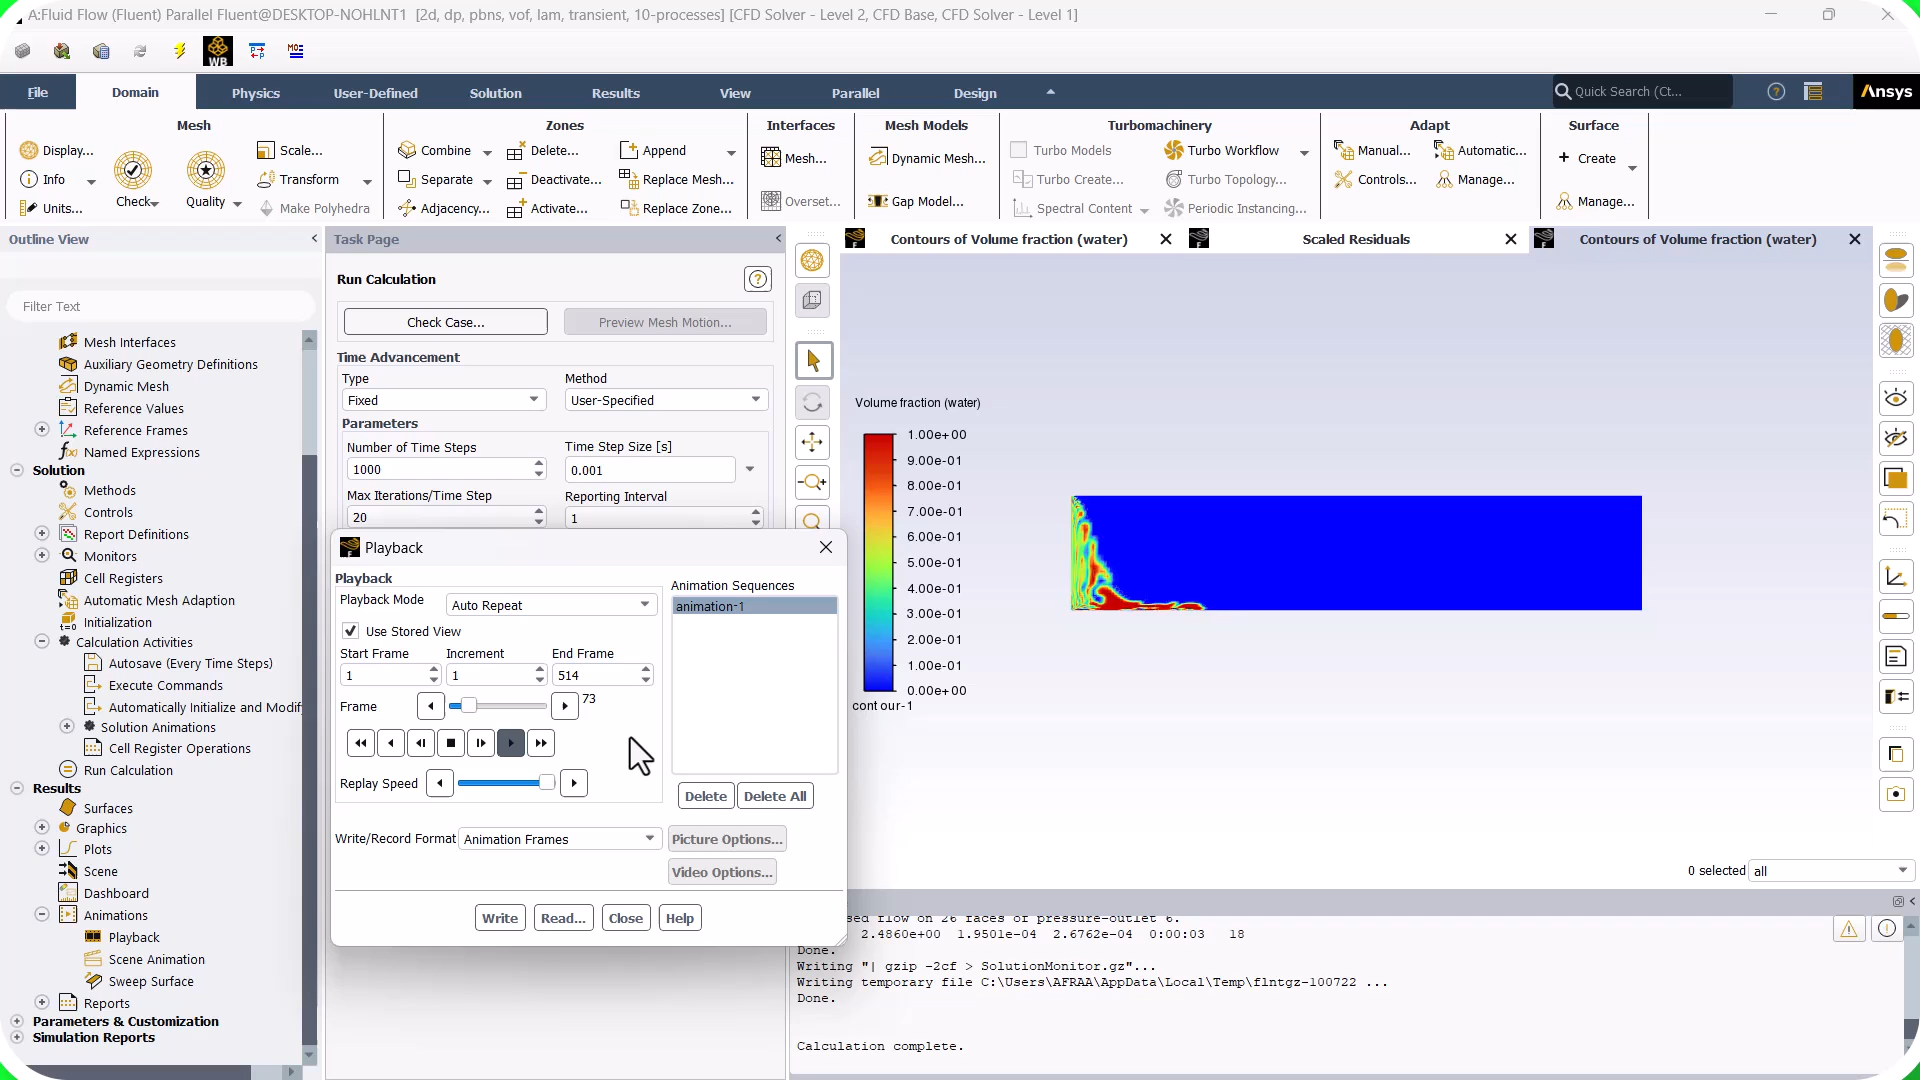 A:Fluid Flow (Fluent) Parallel Fluent@DESKTOP-NOHLNT1 [2d, dp, pbns, vof, lam, transient, 10-processes] [CFD Solver - Level 2, CFD Base, CFD Solver - Level 1]
WB
File Domain Physics User-Defined Solution Results View Parallel Design Quick Search (Ct... Ansys
Mesh Zones Interfaces Mesh Models Turbomachinery Adapt Surface
Display... Scale... Combine Delete... Append Mesh... Dynamic Mesh... Turbo Models Turbo Workflow Manual... Automatic... Create
Info Check Quality Transform Separate Deactivate... Replace Mesh... Turbo Create... Turbo Topology... Controls... Manage...
Units... Make Polyhedra Adjacency... Activate... Replace Zone... Overset... Gap Model... Spectral Content Periodic Instancing... Manage...
Outline View
Filter Text
Mesh Interfaces
Auxiliary Geometry Definitions
Dynamic Mesh
Reference Values
Reference Frames
Named Expressions
Solution
Methods
Controls
Report Definitions
Monitors
Cell Registers
Automatic Mesh Adaption
Initialization
Calculation Activities
Autosave (Every Time Steps)
Execute Commands
Automatically Initialize and Modif
Solution Animations
Cell Register Operations
Run Calculation
Results
Surfaces
Graphics
Plots
Scene
Dashboard
Animations
Playback
Scene Animation
Sweep Surface
Reports
Parameters & Customization
Simulation Reports
Task Page
Run Calculation
Check Case... Preview Mesh Motion...
Time Advancement
Type Method
Fixed User-Specified
Parameters
Number of Time Steps Time Step Size [s]
1000 0.001
Max Iterations/Time Step Reporting Interval
20 1
Playback
Playback
Playback Mode Auto Repeat
Use Stored View
Start Frame Increment End Frame
1 1 514
Frame 73
Replay Speed
Animation Sequences
animation-1
Delete Delete All
Write/Record Format Animation Frames Picture Options...
Video Options...
Write Read... Close Help
Contours of Volume fraction (water) Scaled Residuals Contours of Volume fraction (water)
Volume fraction (water)
1.00e+00
9.00e-01
8.00e-01
7.00e-01
6.00e-01
5.00e-01
4.00e-01
3.00e-01
2.00e-01
1.00e-01
0.00e+00
contour-1
0 selected all
sed flow on 26 faces of pressure-outlet 6.
2.4860e+00 1.9501e-04 2.6762e-04 0:00:03 18
Done.
Writing "| gzip -2cf > SolutionMonitor.gz"...
Writing temporary file C:\Users\AFRAA\AppData\Local\Temp\flntgz-100722 ...
Done.
Calculation complete.